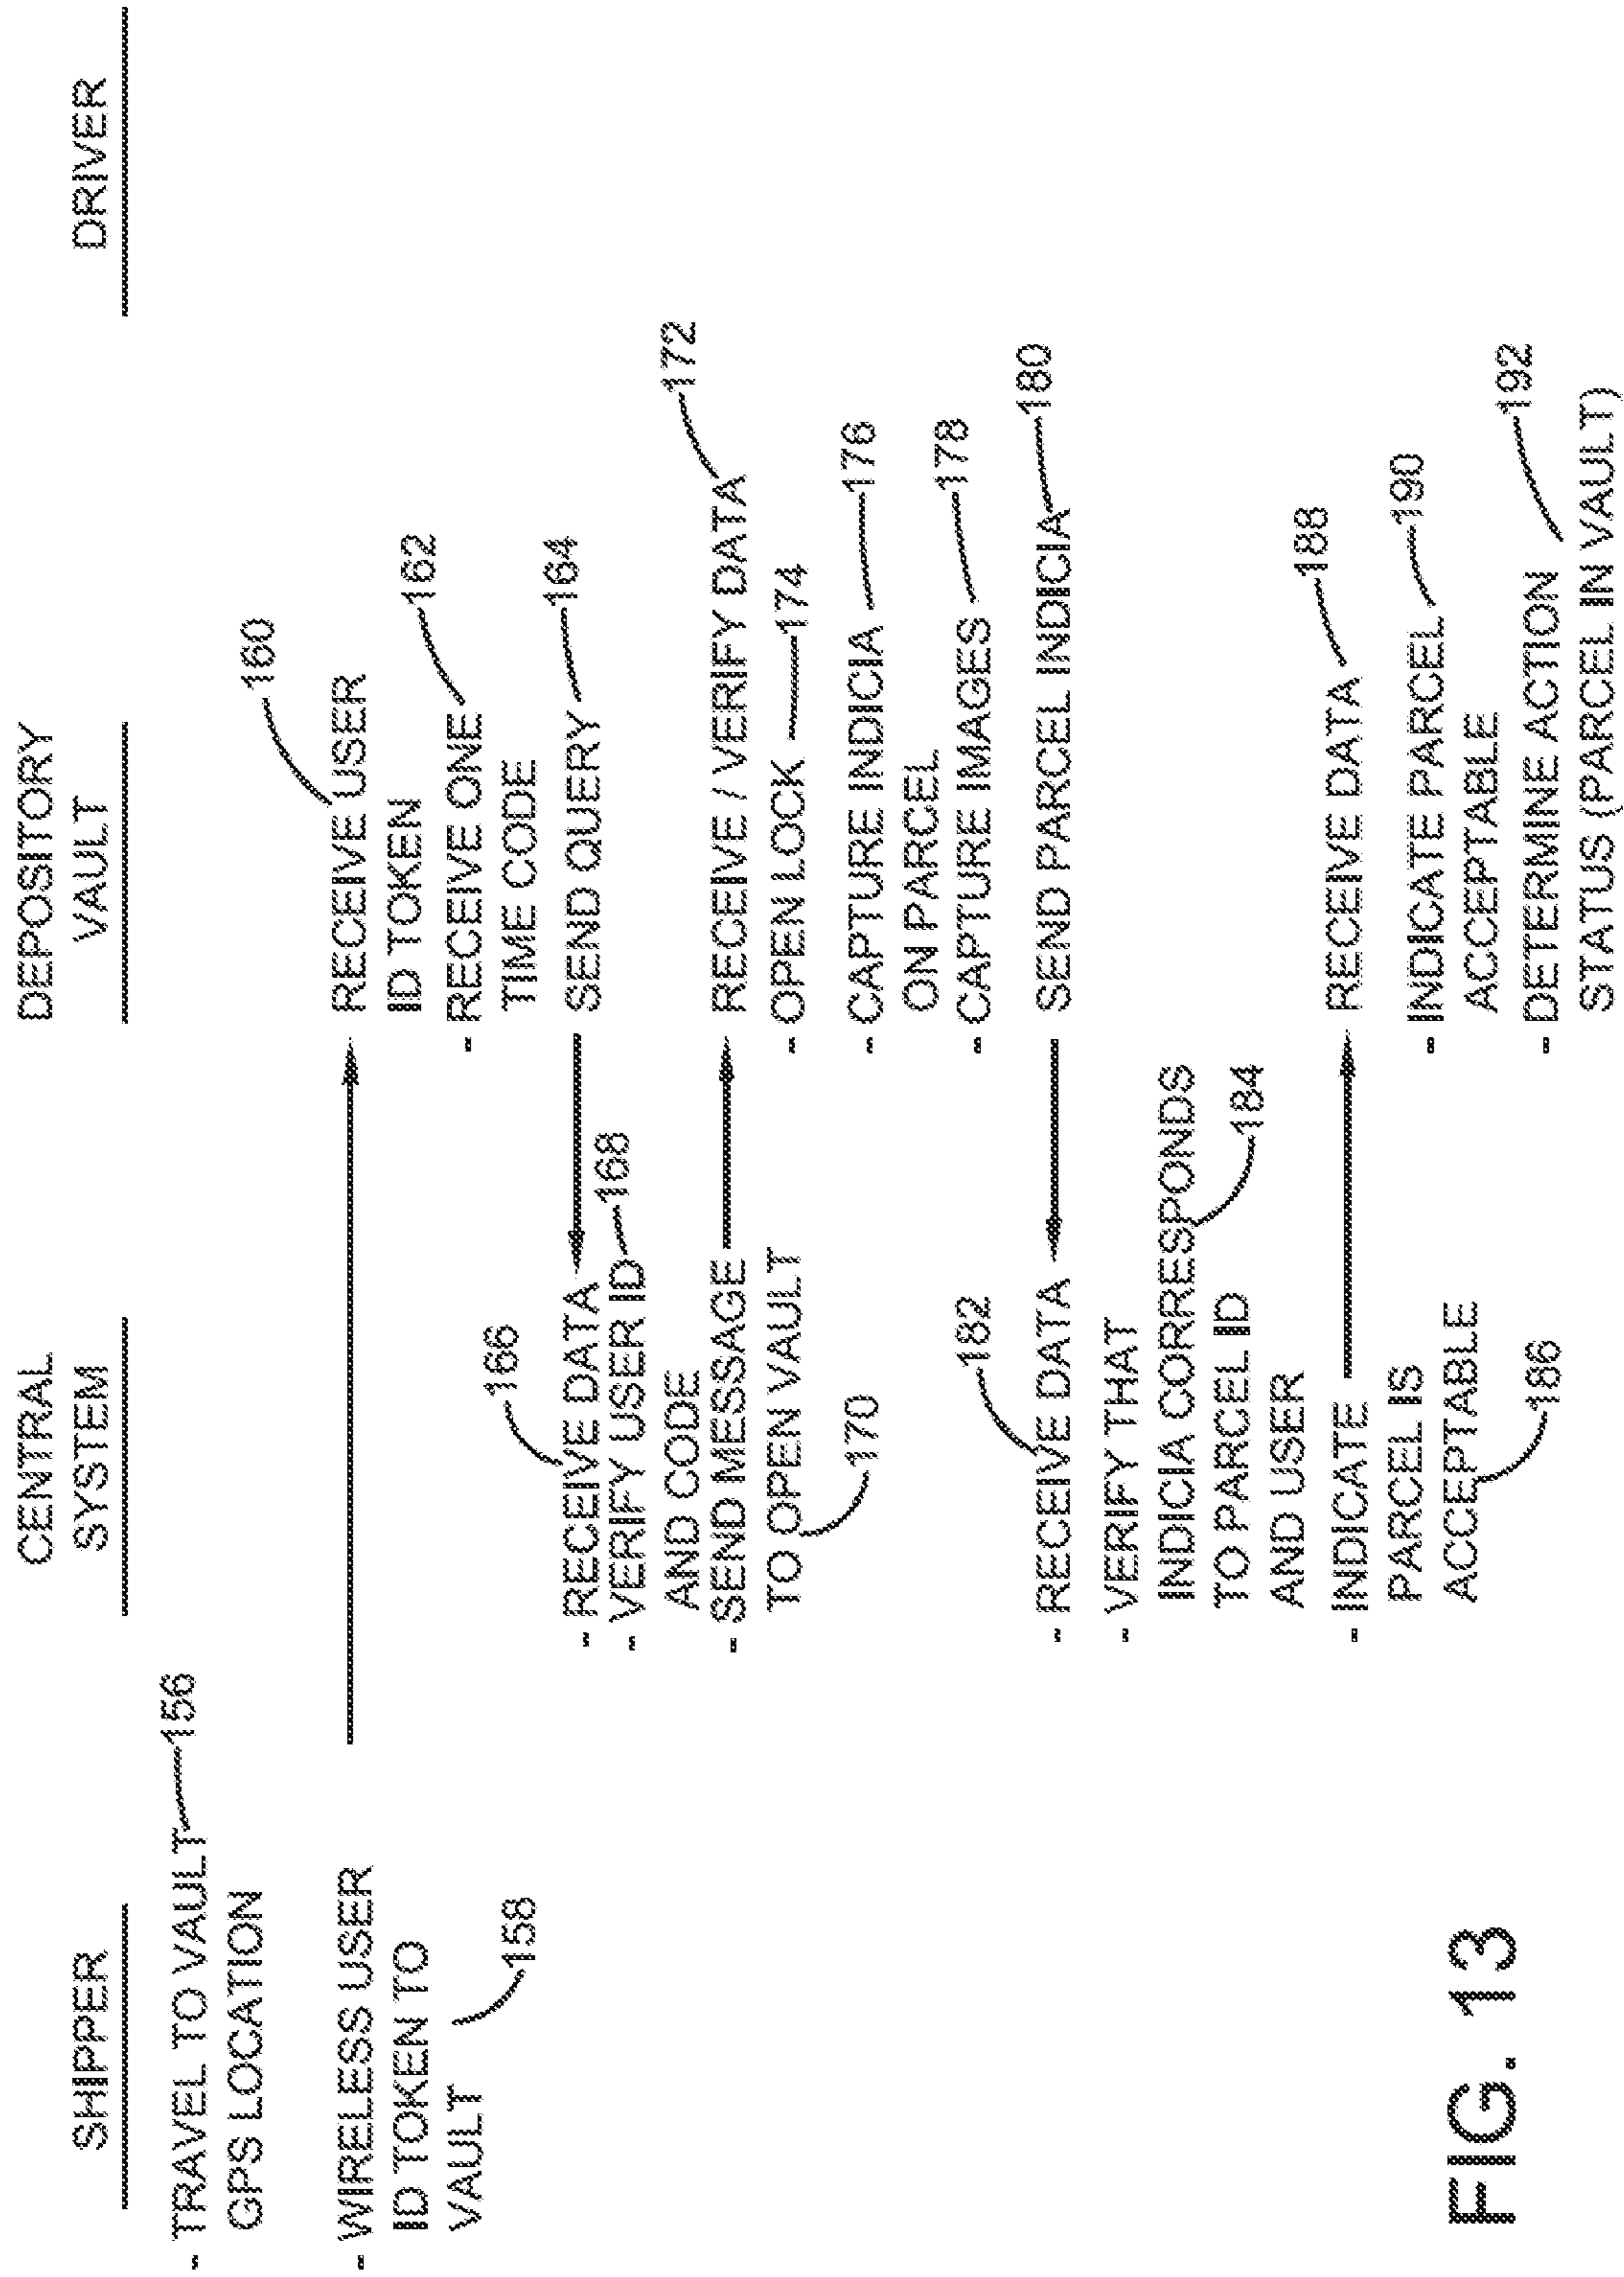 SHIPPER
CENTRAL
SYSTEM
DEPOSITORY
VAULT
DRIVER
- TRAVEL TO VAULT 156
GPS LOCATION
- WIRELESS USER
ID TOKEN TO
VAULT
158
160
RECEIVE USER
ID TOKEN
- RECEIVE ONE 162
TIME CODE
SEND QUERY 164
166
- RECEIVE DATA
- VERIFY USER ID 168
AND CODE
- SEND MESSAGE
TO OPEN VAULT
170
RECEIVE / VERIFY DATA 172
- OPEN LOCK 174
- CAPTURE INDICIA 176
ON PARCEL
- CAPTURE IMAGES 178
SEND PARCEL INDICIA 180
182
- RECEIVE DATA
- VERIFY THAT
INDICIA CORRESPONDS
TO PARCEL ID
AND USER
184
- INDICATE
PARCEL IS
ACCEPTABLE
186
RECEIVE DATA 188
- INDICATE PARCEL 190
ACCEPTABLE
- DETERMINE ACTION
STATUS (PARCEL IN VAULT)
192
FIG. 13